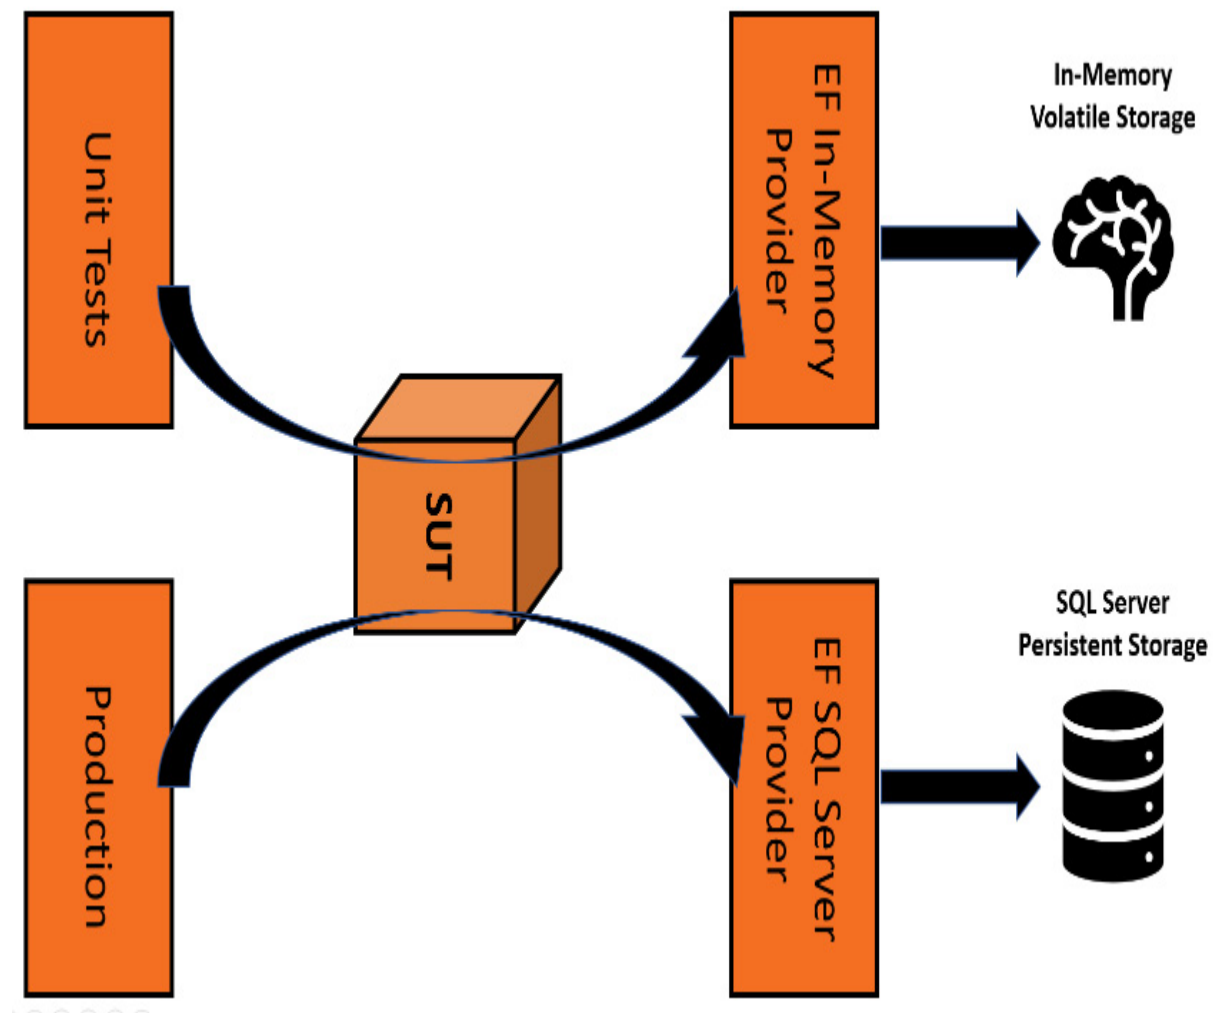 Unit Tests
EF In-Memory
Provider
In-Memory
Volatile Storage
SUT
Production
EF SQL Server
Provider
SQL Server
Persistent Storage